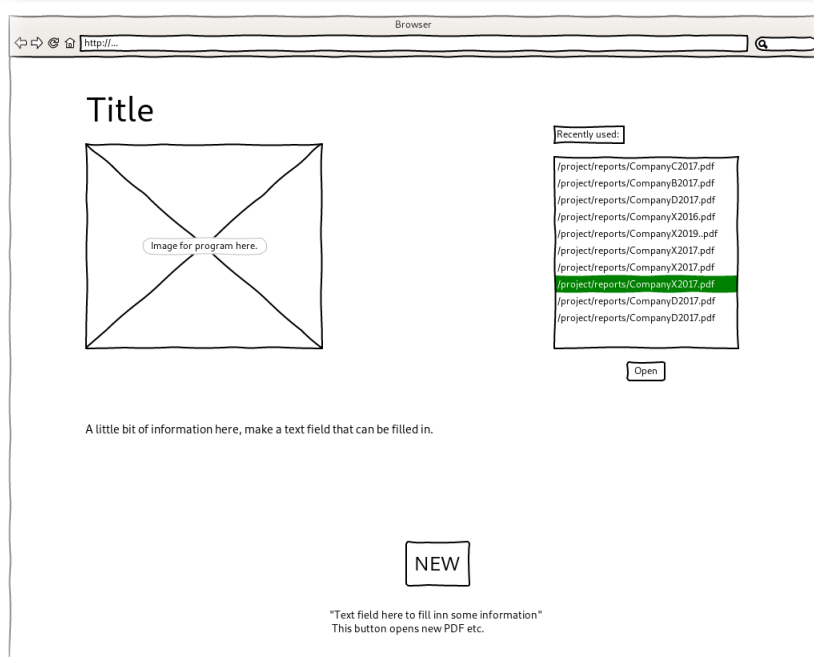 Browser
http://...
Title
Image for program here.
Recently used:
/project/reports/CompanyC2017.pdf
/project/reports/CompanyB2017.pdf
/project/reports/CompanyD2017.pdf
/project/reports/CompanyX2016.pdf
/project/reports/CompanyX2019..pdf
/project/reports/CompanyX2017.pdf
/project/reports/CompanyX2017.pdf
/project/reports/CompanyX2017.pdf
/project/reports/CompanyD2017.pdf
/project/reports/CompanyD2017.pdf
Open
A little bit of information here, make a text field that can be filled in.
NEW
"Text field here to fill inn some information"
This button opens new PDF etc.